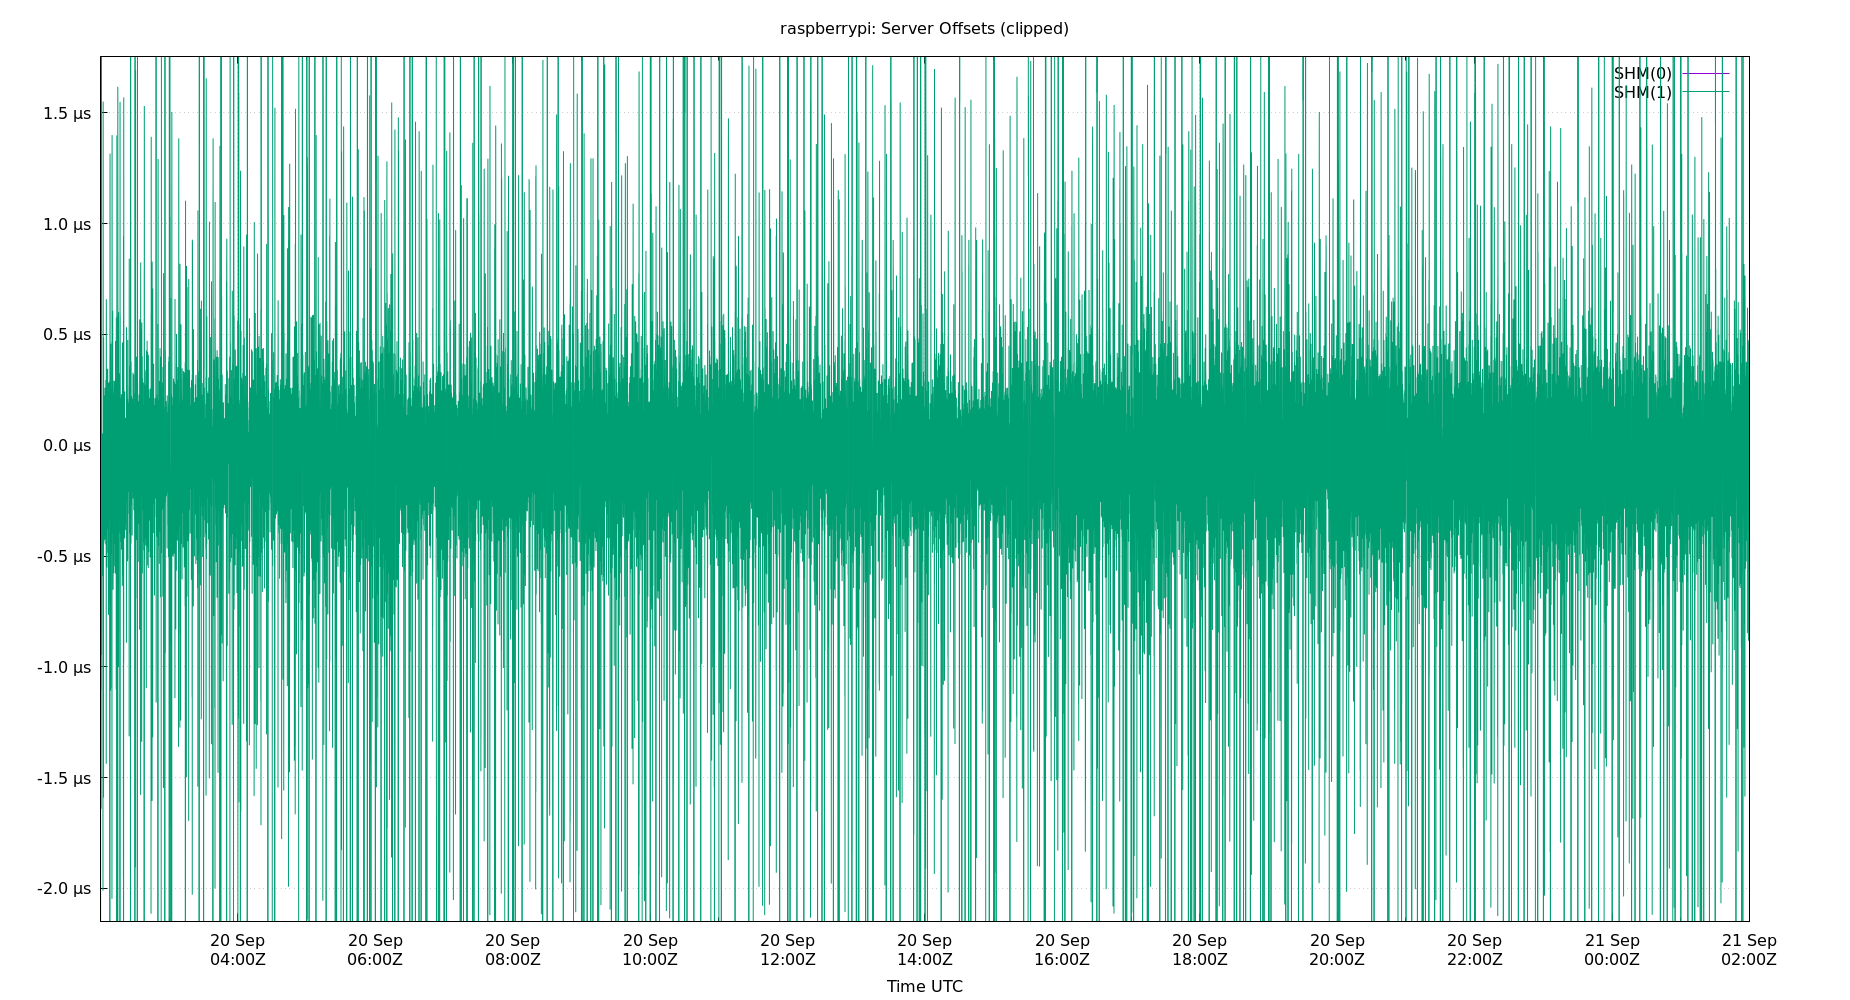 raspberrypi: Server Offsets (clipped)
SHM(0)
SHM(1)
1.5 µs
1.0 µs
0.5 µs
0.0 µs
-0.5 µs
-1.0 µs
-1.5 µs
-2.0 µs
20 Sep 20 Sep 20 Sep 20 Sep 20 Sep 20 Sep 20 Sep 20 Sep 20 Sep 20 Sep 21 Sep 21 Sep
04:00Z 06:00Z 08:00Z 10:00Z 12:00Z 14:00Z 16:00Z 18:00Z 20:00Z 22:00Z 00:00Z 02:00Z
Time UTC